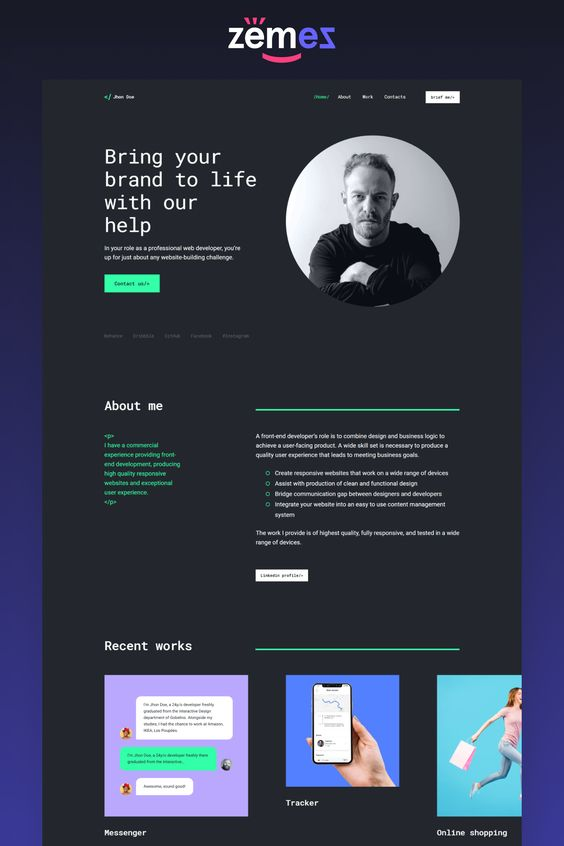 zemez
</> Jhon Doe
/Home/ About Work Contacts
brief me/>
Bring your
brand to life
with our
help
In your role as a professional web developer, you're
up for just about any website-building challenge.
Contact us/>
Behance Dribbble GitHub Facebook Instagram
About me
<p>
I have a commercial
experience providing front-
end development, producing
high quality responsive
websites and exceptional
user experience.
</p>
A front-end developer's role is to combine design and business logic to
achieve a user-facing product. A wide skill set is necessary to produce a
quality user experience that leads to meeting business goals.
Create responsive websites that work on a wide range of devices
Assist with production of clean and functional design
Bridge communication gap between designers and developers
Integrate your website into an easy to use content management
system
The work I provide is of highest quality, fully responsive, and tested in a wide
range of devices.
Linkedin profile/>
Recent works
I'm Jhon Doe, a 24y/o developer freshly
graduated from the Interactive Design
department of Gobelins. Alongside my
studies, I had the chance to work at Amazon,
IKEA, Los Pouples.
I'm Jhon Doe, a 24y/o developer freshly there
graduated from the Interactive..
Awesome, sound good!
Messenger
Tracker
Online shopping